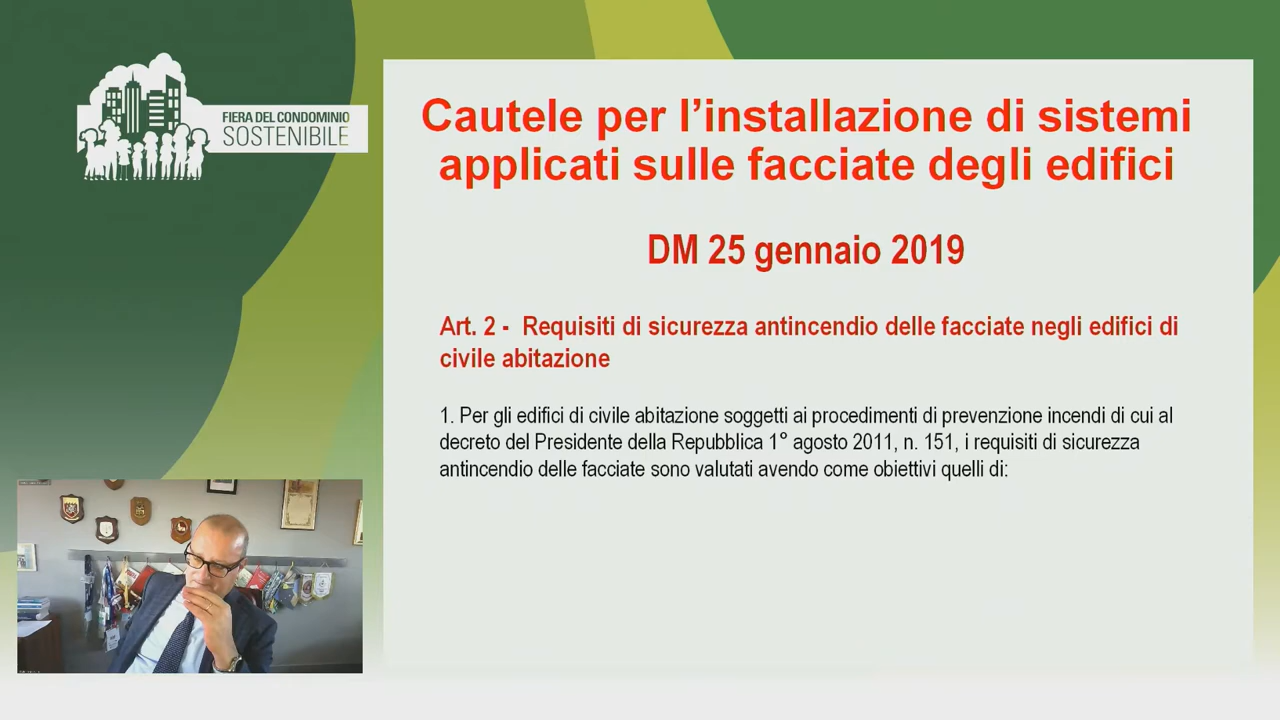 FIERA DEL CONDOMINIO
SOSTENIBILE
Cautele per l’installazione di sistemi
applicati sulle facciate degli edifici
DM 25 gennaio 2019
Art. 2 - Requisiti di sicurezza antincendio delle facciate negli edifici di
civile abitazione
1. Per gli edifici di civile abitazione soggetti ai procedimenti di prevenzione incendi di cui al
decreto del Presidente della Repubblica 1° agosto 2011, n. 151, i requisiti di sicurezza
antincendio delle facciate sono valutati avendo come obiettivi quelli di: